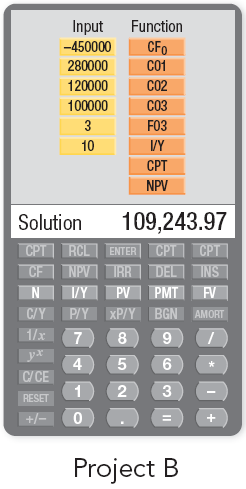 Input Function
–450000 CF0
280000 C01
120000 C02
100000 C03
3 F03
10 I/Y
CPT
NPV
Solution 109,243.97
CPT RCL ENTER CPT CPT
CF NPV IRR DEL INS
N I/Y PV PMT FV
C/Y P/Y xP/Y BGN AMORT
1/x 7 8 9 /
yx 4 5 6 *
C/CE 1 2 3 –
RESET
+/– 0 . = +
Project B